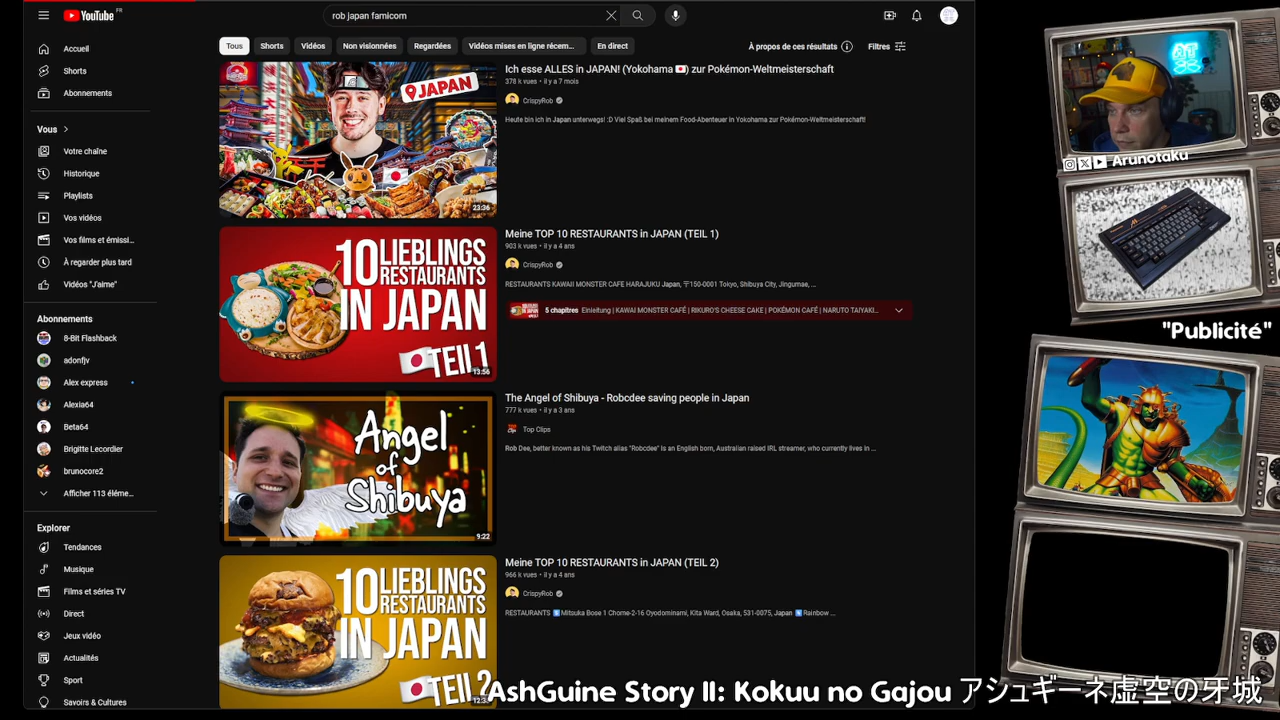 YouTube FR
rob japan famicom
Tous
Shorts
Vidéos
Non visionnées
Regardées
Vidéos mises en ligne récem...
En direct
À propos de ces résultats
Filtres
Accueil
Shorts
Abonnements
Vous
Votre chaîne
Historique
Playlists
Vos vidéos
Vos films et émissi...
À regarder plus tard
Vidéos "J'aime"
Abonnements
8-Bit Flashback
adonfjv
Alex express
Alexia64
Beta64
Brigitte Lecordier
brunocore2
Afficher 113 éléme...
Explorer
Tendances
Musique
Films et séries TV
Direct
Jeux vidéo
Actualités
Sport
Savoirs & Cultures
JAPAN
23:36
Ich esse ALLES in JAPAN! (Yokohama 🇯🇵) zur Pokémon-Weltmeisterschaft
378 k vues • il y a 7 mois
CrispyRob
Heute bin ich in Japan unterwegs! :D Viel Spaß bei meinem Food-Abenteuer in Yokohama zur Pokémon-Weltmeisterschaft!
10 LIEBLINGS
RESTAURANTS
IN JAPAN
TEIL 1
13:56
Meine TOP 10 RESTAURANTS in JAPAN (TEIL 1)
903 k vues • il y a 4 ans
CrispyRob
RESTAURANTS KAWAII MONSTER CAFE HARAJUKU Japan, 〒150-0001 Tokyo, Shibuya City, Jingumae, ...
5 chapitres Einleitung | KAWAI MONSTER CAFÉ | RIKURO'S CHEESE CAKE | POKÉMON CAFÉ | NARUTO TAIYAKI...
Angel
of
Shibuya
9:22
The Angel of Shibuya - Robcdee saving people in Japan
777 k vues • il y a 3 ans
Top Clips
Rob Dee, better known as his Twitch alias "Robcdee" is an English born, Australian raised IRL streamer, who currently lives in ...
10 LIEBLINGS
RESTAURANTS
IN JAPAN
TEIL 2
Meine TOP 10 RESTAURANTS in JAPAN (TEIL 2)
966 k vues • il y a 4 ans
CrispyRob
RESTAURANTS 1️⃣ Mitsuka Bose 1 Chome-2-16 Oyodominami, Kita Ward, Osaka, 531-0075, Japan Rainbow ...
Arunotaku
"Publicité"
AshGuine Story II: Kokuu no Gajou アシュギーネ虚空の牙城